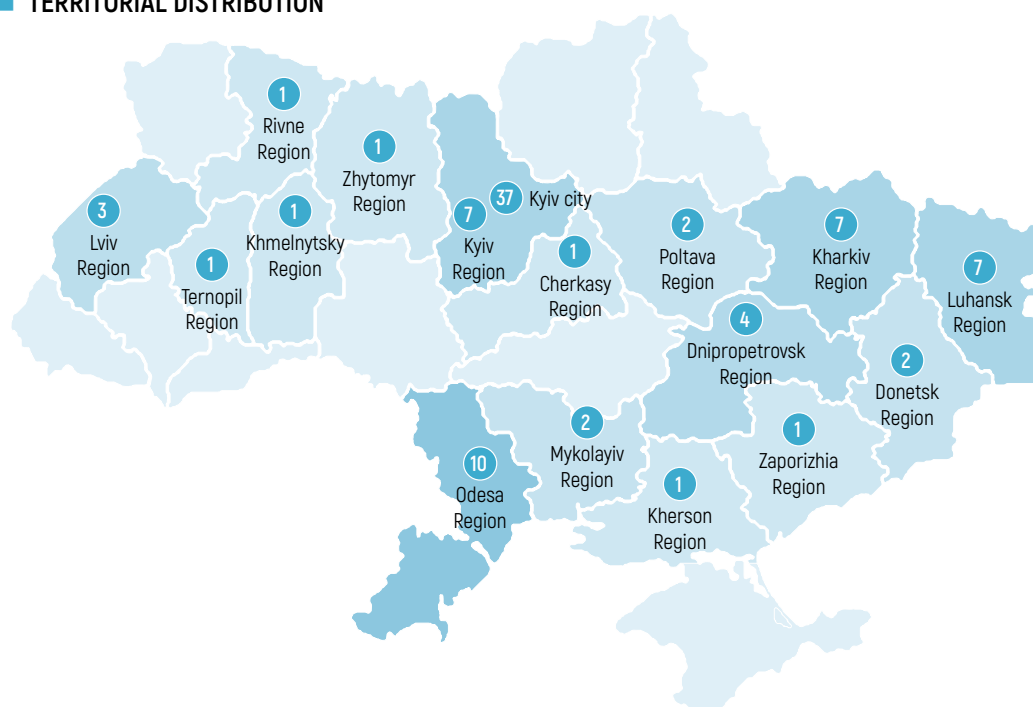 TERRITORIAL DISTRIBUTION
1
Rivne
Region
1
Zhytomyr
Region
37 Kyiv city
7
Kyiv
Region
3
Lviv
Region
1
Khmelnytsky
Region
1
Ternopil
Region
1
Cherkasy
Region
2
Poltava
Region
7
Kharkiv
Region
7
Luhansk
Region
4
Dnipropetrovsk
Region
2
Donetsk
Region
2
Mykolayiv
Region
1
Zaporizhia
Region
10
Odesa
Region
1
Kherson
Region